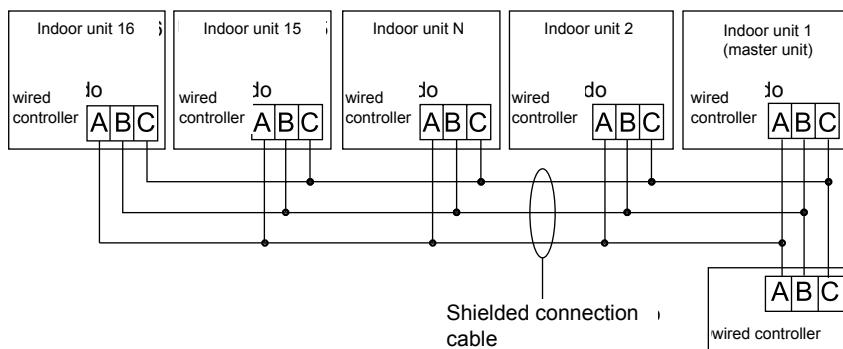 Indoor unit 16
Indoor unit 15
Indoor unit N
Indoor unit 2
Indoor unit 1
(master unit)
wired
controller
A B C
wired
controller
A B C
wired
controller
A B C
wired
controller
A B C
wired
controller
A B C
A B C
wired controller
Shielded connection
cable